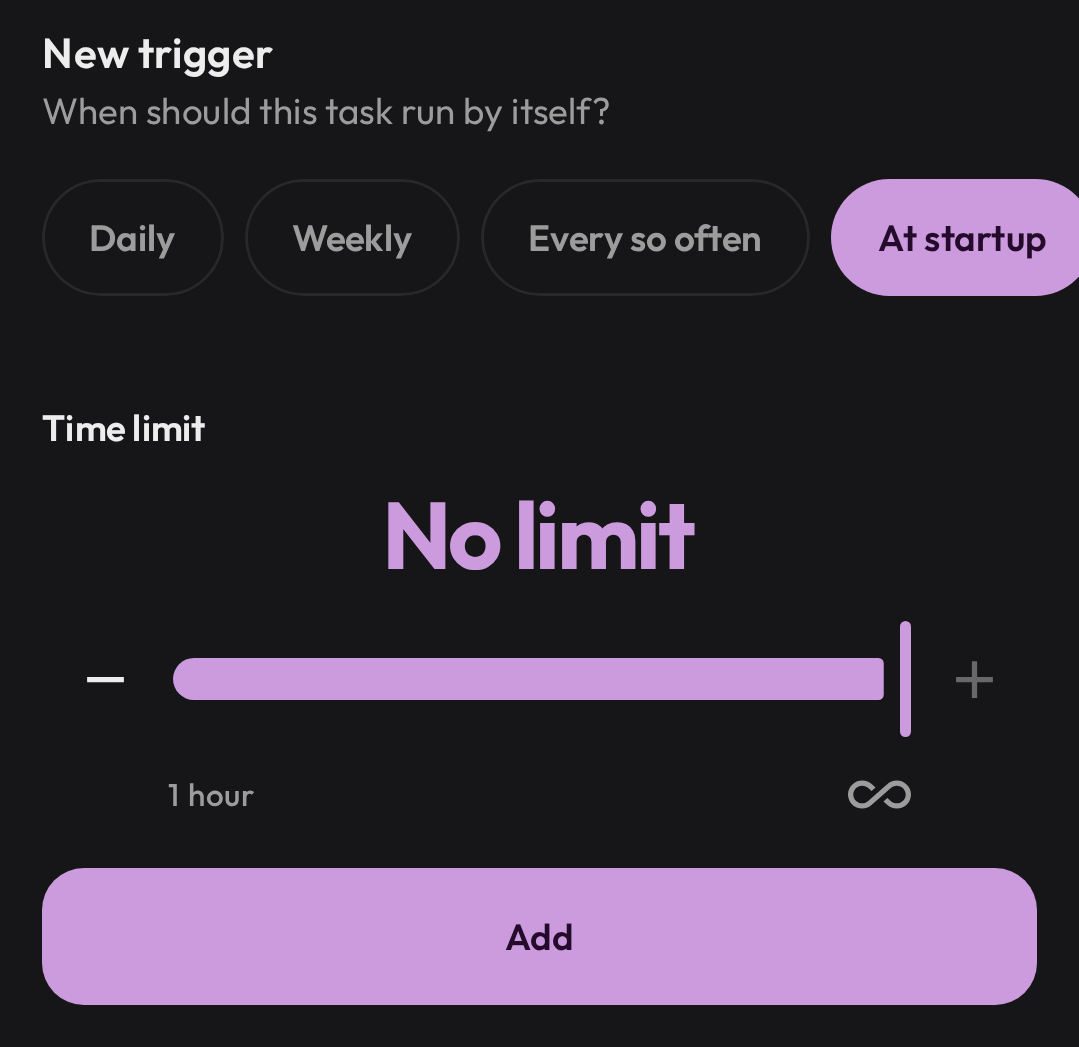 New trigger
When should this task run by itself?
Daily
Weekly
Every so often
At startup
Time limit
No limit
1 hour
Add